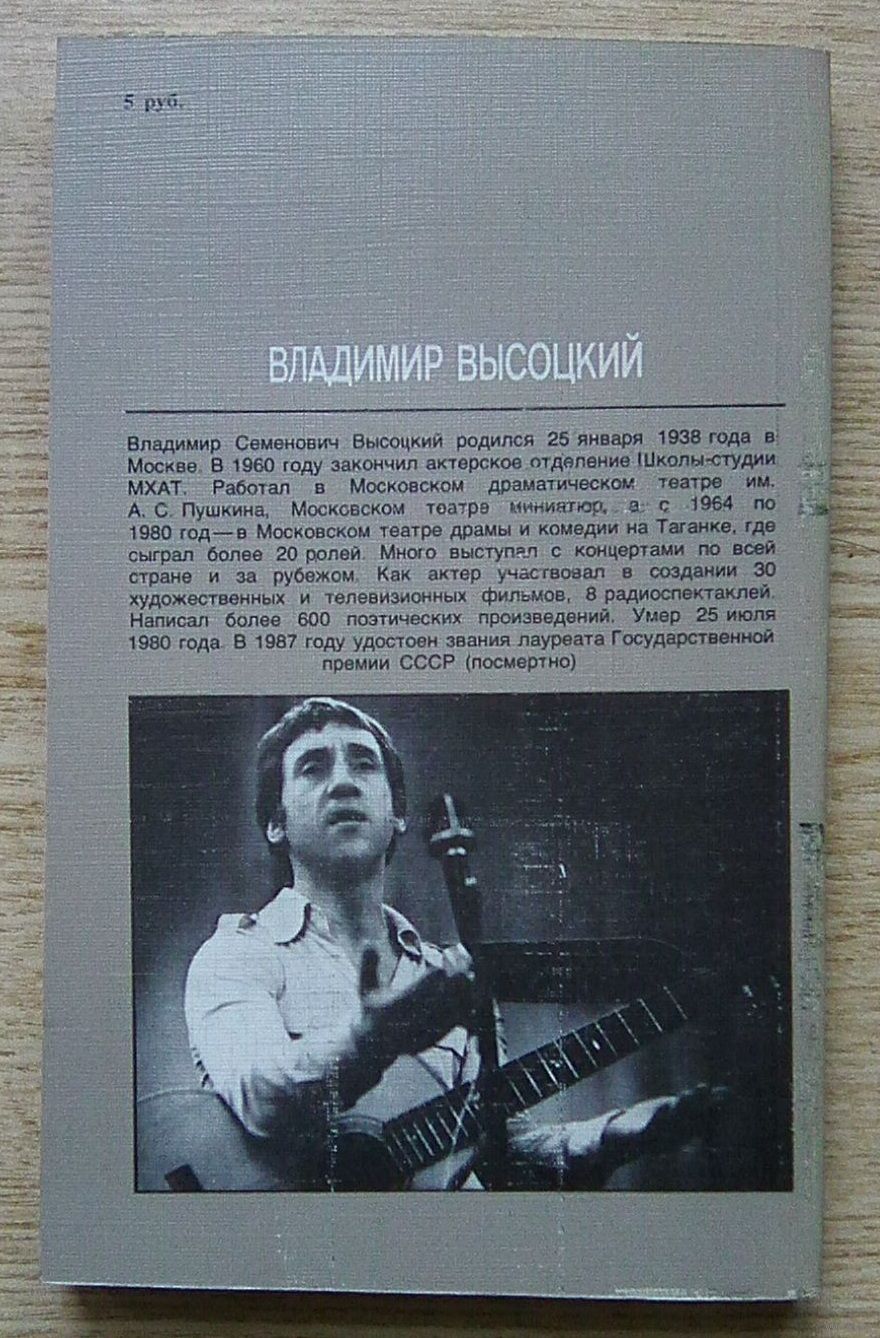 5 руб.
ВЛАДИМИР ВЫСОЦКИЙ
Владимир Семенович Высоцкий родился 25 января 1938 года в
Москве. В 1960 году закончил актерское отделение Школы-студии
МХАТ. Работал в Московском драматическом театре им.
А. С. Пушкина, Московском театре миниатюр, а с 1964 по
1980 год—в Московском театре драмы и комедии на Таганке, где
сыграл более 20 ролей. Много выступал с концертами по всей
стране и за рубежом. Как актер участвовал в создании 30
художественных и телевизионных фильмов, 8 радиоспектаклей.
Написал более 600 поэтических произведений. Умер 25 июля
1980 года. В 1987 году удостоен звания лауреата Государственной
премии СССР (посмертно)